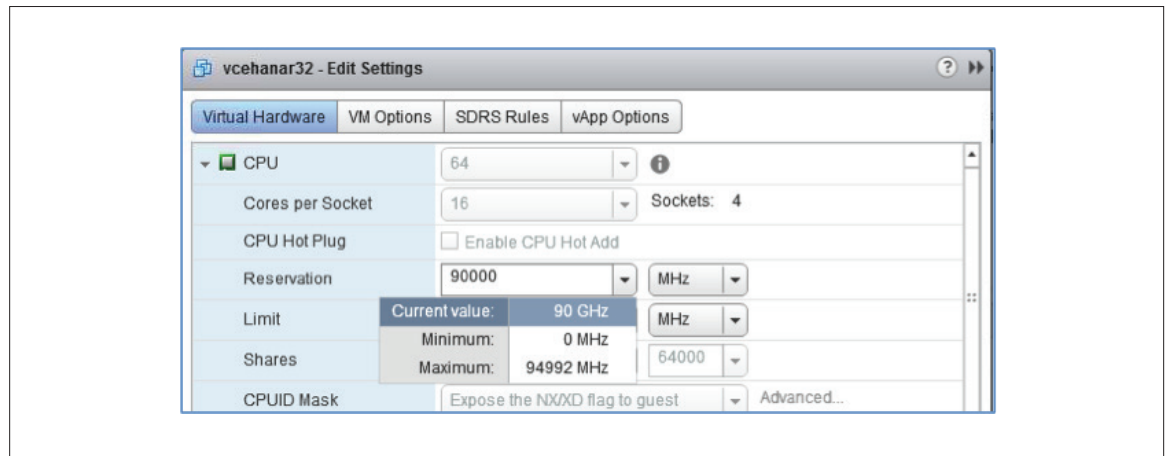 vcehanar32 - Edit Settings ?
Virtual Hardware VM Options SDRS Rules vApp Options
CPU 64
Cores per Socket 16 Sockets: 4
CPU Hot Plug Enable CPU Hot Add
Reservation 90000 MHz
Current value: 90 GHz
Limit MHz
Minimum: 0 MHz
Shares 64000
Maximum: 94992 MHz
CPUID Mask Expose the NX/XD flag to guest Advanced...